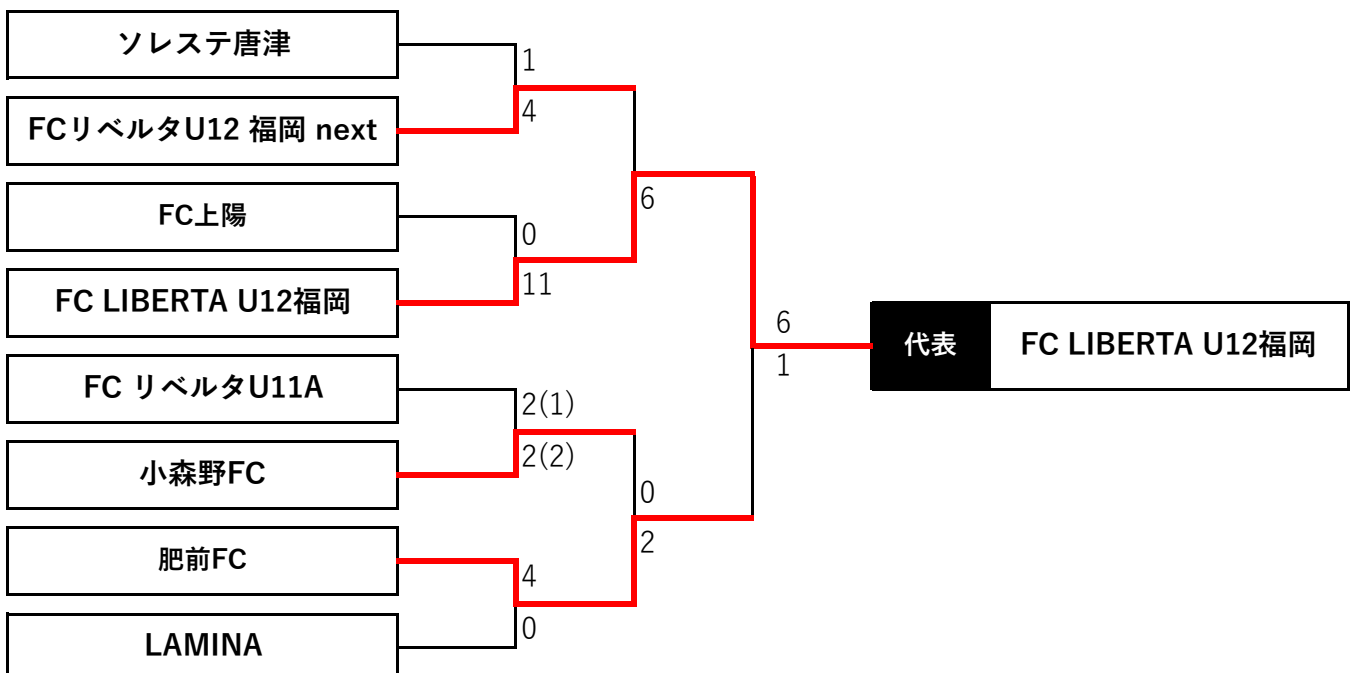 ソレステ唐津
1
4
FCリベルタU12 福岡 next
6
FC上陽
0
11
FC LIBERTA U12福岡
6
1
代表
FC LIBERTA U12福岡
FC リベルタU11A
2(1)
2(2)
小森野FC
0
2
肥前FC
4
0
LAMINA